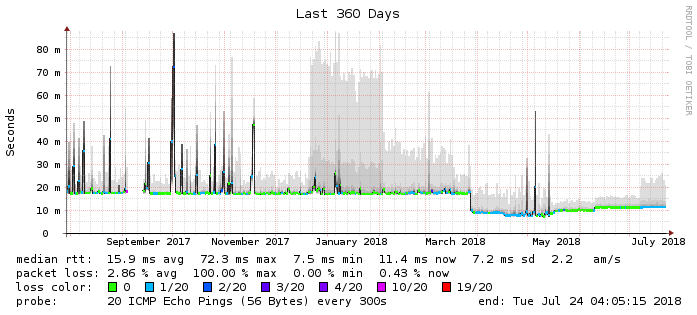 Last 360 Days
RRDTOOL / TOBI OETIKER
Seconds
80 m
70 m
60 m
50 m
40 m
30 m
20 m
10 m
0
September 2017 November 2017 January 2018 March 2018 May 2018 July 2018
median rtt: 15.9 ms avg 72.3 ms max 7.5 ms min 11.4 ms now 7.2 ms sd 2.2 am/s
packet loss: 2.86 % avg 100.00 % max 0.00 % min 0.43 % now
loss color: 0 1/20 2/20 3/20 4/20 10/20 19/20
probe: 20 ICMP Echo Pings (56 Bytes) every 300s end: Tue Jul 24 04:05:15 2018